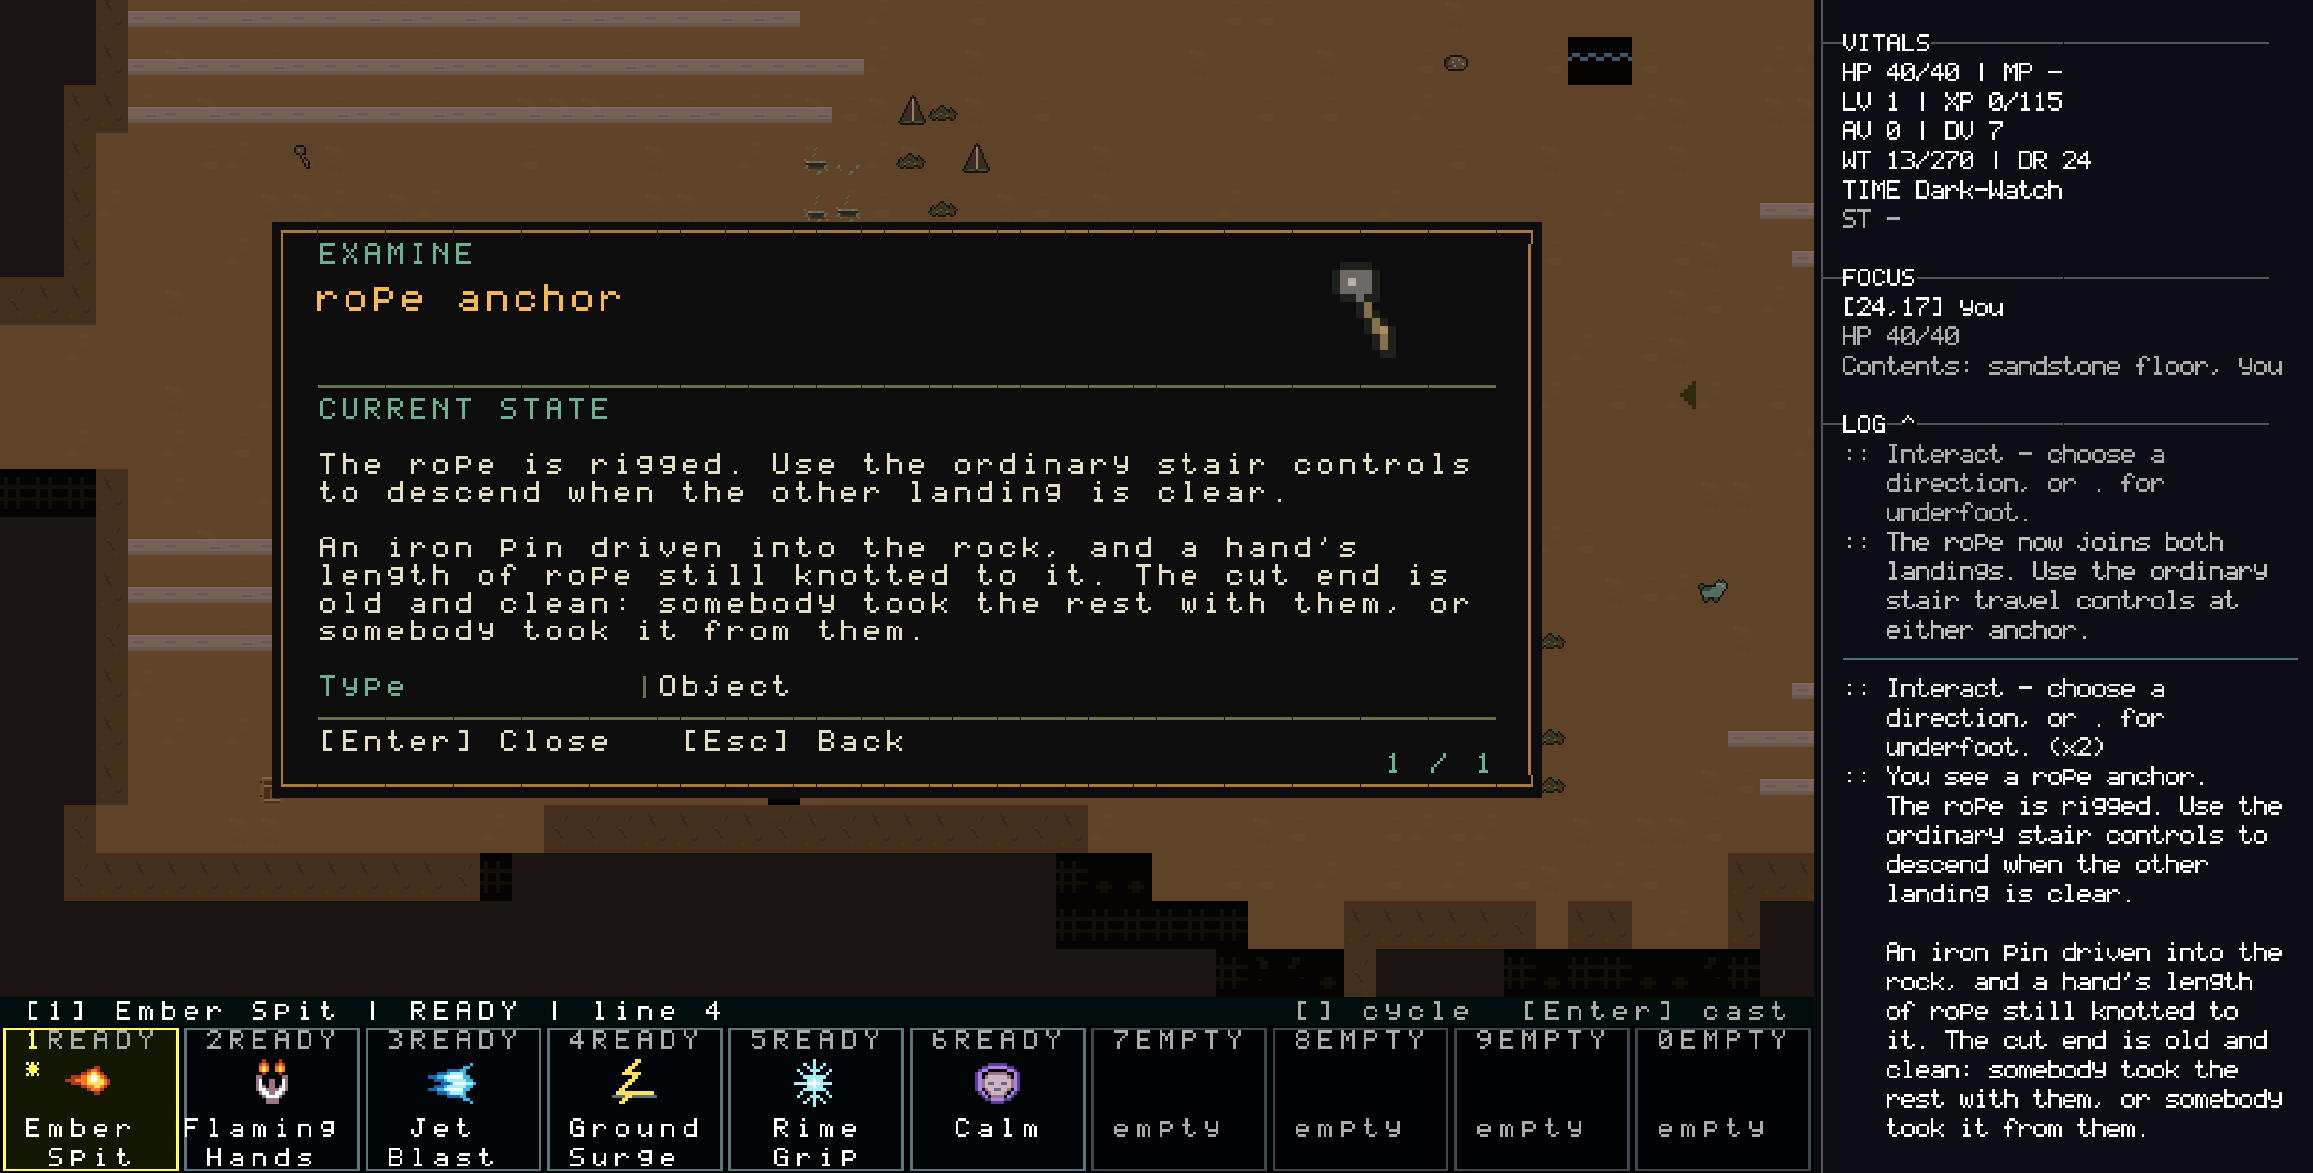 EXAMINE
rope anchor
CURRENT STATE
The rope is rigged. Use the ordinary stair controls
to descend when the other landing is clear.
An iron pin driven into the rock, and a hand's
length of rope still knotted to it. The cut end is
old and clean: somebody took the rest with them, or
somebody took it from them.
Type |Object
[Enter] Close [Esc] Back
1 / 1
VITALS
HP 40/40 | MP -
LV 1 | XP 0/115
AV 0 | DV 7
WT 13/270 | DR 24
TIME Dark-Watch
ST -
FOCUS
[24,17] You
HP 40/40
Contents: sandstone floor, You
LOG ^
:: Interact - choose a
direction, or . for
underfoot.
:: The rope now joins both
landings. Use the ordinary
stair travel controls at
either anchor.
:: Interact - choose a
direction, or . for
underfoot. (x2)
:: You see a rope anchor.
The rope is rigged. Use the
ordinary stair controls to
descend when the other
landing is clear.
An iron pin driven into the
rock, and a hand's length
of rope still knotted to
it. The cut end is old and
clean: somebody took the
rest with them, or somebody
took it from them.
[1] Ember Spit | READY | line 4
[] cycle [Enter] cast
1READY
Ember
Spit
2READY
Flaming
Hands
3READY
Jet
Blast
4READY
Ground
Surge
5READY
Rime
Grip
6READY
Calm
7EMPTY
empty
8EMPTY
empty
9EMPTY
empty
0EMPTY
empty